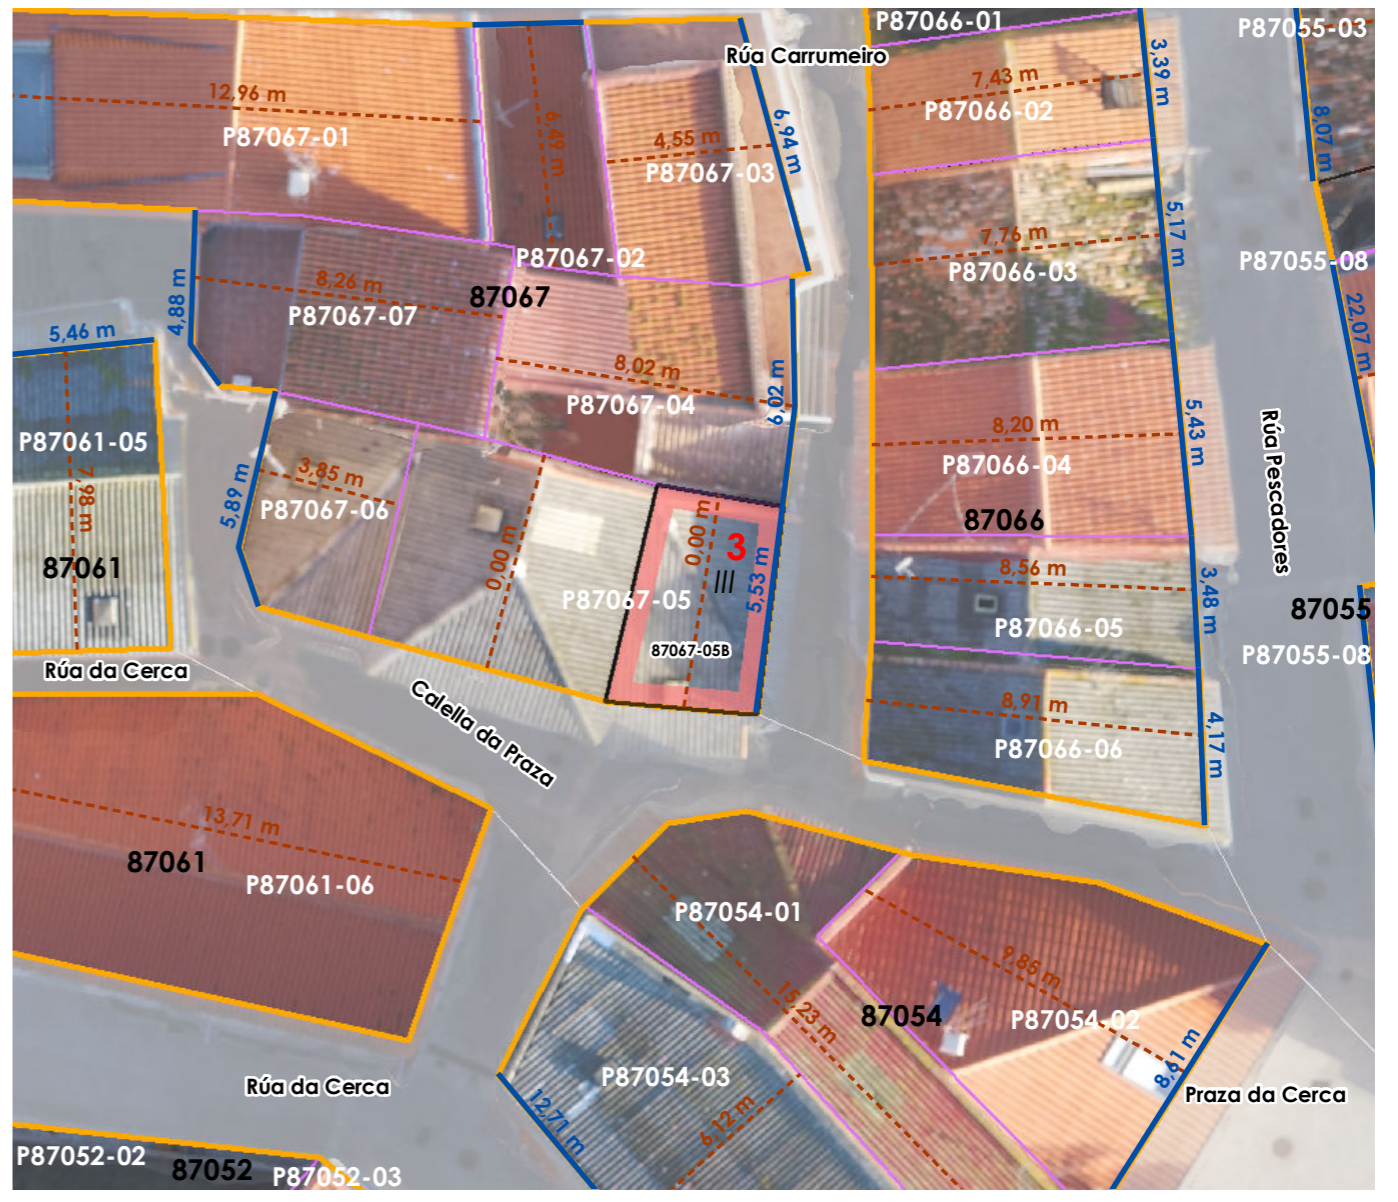 P87066-01
P87055-03
Rúa Carrumeiro
3,39 m
7,43 m
P87066-02
12,96 m
P87067-01
6,49 m
4,55 m
P87067-03
6,94 m
8,07 m
5,17 m
7,76 m
P87066-03
P87067-02
P87055-08
8,26 m
87067
P87067-07
4,88 m
22,07 m
5,46 m
8,02 m
P87067-04
6,02 m
5,43 m
8,20 m
P87066-04
Rúa Pescadores
P87061-05
7,98 m
3,85 m
P87067-06
5,89 m
87066
0,00 m
0,00 m
3
III
5,53 m
87061
8,56 m
3,48 m
P87067-05
87055
P87066-05
87067-05B
P87055-08
Rúa da Cerca
Calella da Praza
8,91 m
4,17 m
P87066-06
13,71 m
87061
P87061-06
P87054-01
9,85 m
15,23 m
87054
P87054-02
8,61 m
P87054-03
Rúa da Cerca
12,71 m
6,12 m
Praza da Cerca
P87052-02
87052
P87052-03